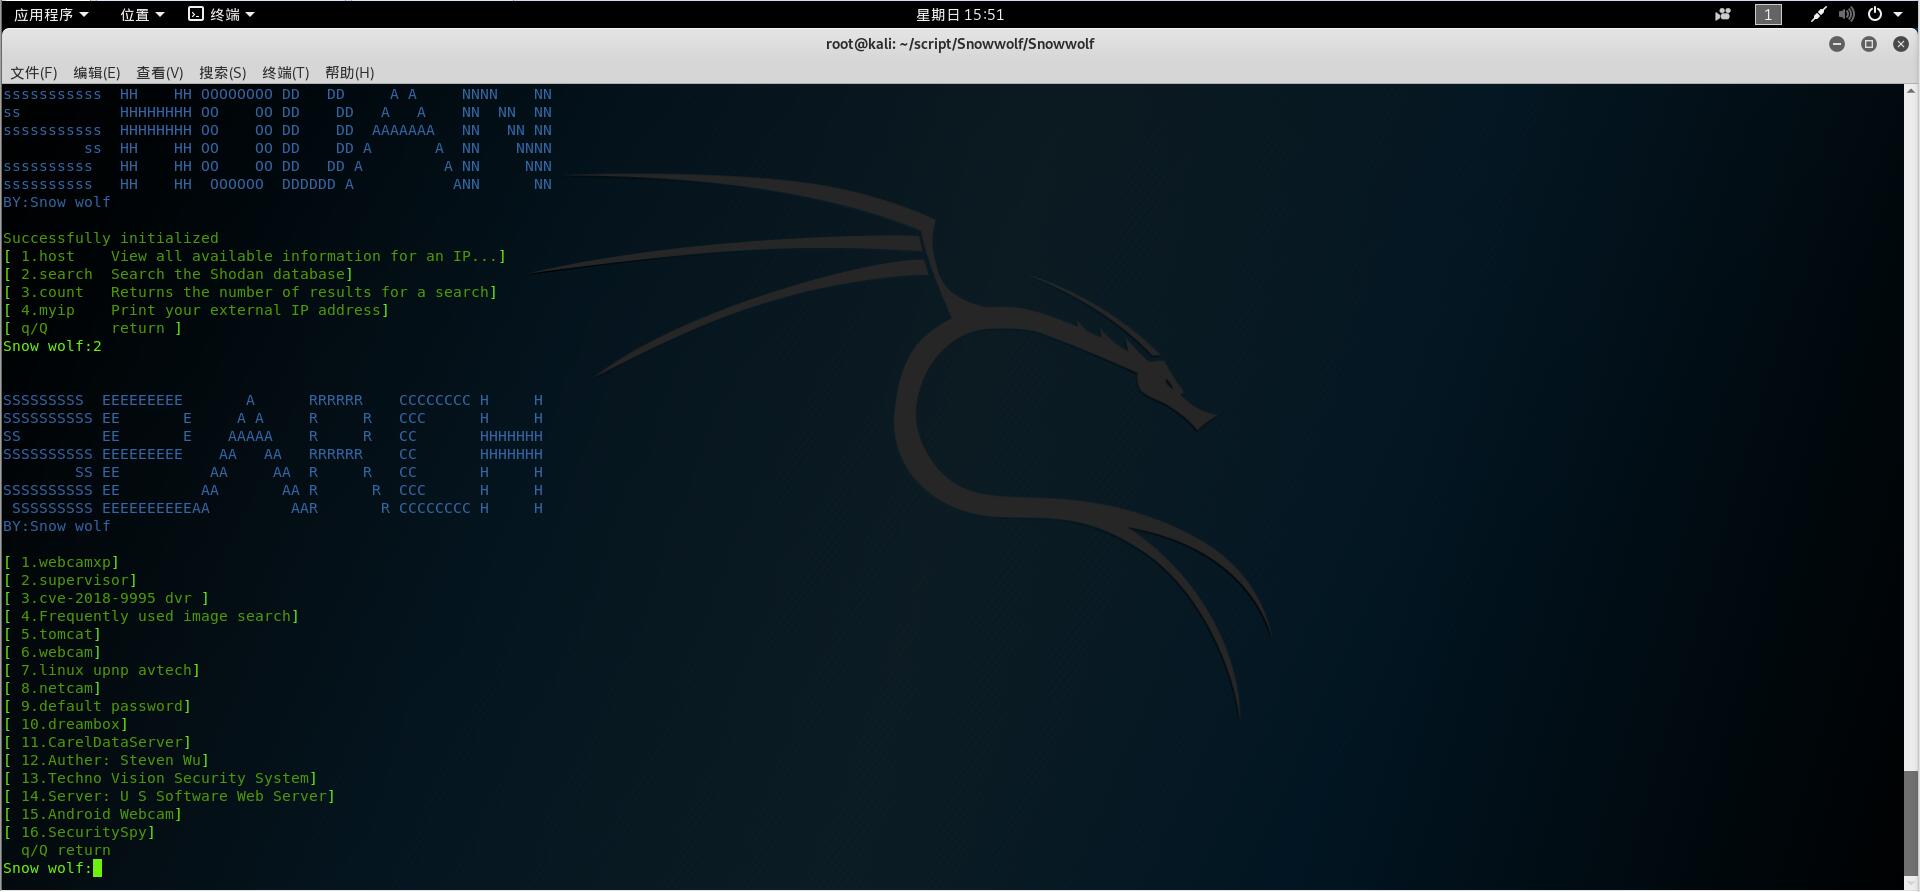 应用程序 位置 终端 星期日 15:51 1
root@kali: ~/script/Snowwolf/Snowwolf
文件(F) 编辑(E) 查看(V) 搜索(S) 终端(T) 帮助(H)
sssssssssss  HH    HH OOOOOOOO DD   DD     A A     NNNN    NN
ss           HHHHHHHH OO    OO DD    DD   A   A    NN  NN  NN
sssssssssss  HHHHHHHH OO    OO DD    DD  AAAAAAA   NN   NN NN
         ss  HH    HH OO    OO DD    DD A       A  NN    NNNN
ssssssssss   HH    HH OO    OO DD   DD A         A NN     NNN
ssssssssss   HH    HH  OOOOOO  DDDDDD A           ANN      NN
BY:Snow wolf
Successfully initialized
[ 1.host    View all available information for an IP...]
[ 2.search  Search the Shodan database]
[ 3.count   Returns the number of results for a search]
[ 4.myip    Print your external IP address]
[ q/Q       return ]
Snow wolf:2
SSSSSSSSS  EEEEEEEEE       A      RRRRRR    CCCCCCCC H     H
SSSSSSSSSS EE       E     A A     R     R   CCC      H     H
SS         EE       E    AAAAA    R     R   CC       HHHHHHH
SSSSSSSSSS EEEEEEEEE    AA   AA   RRRRRR    CC       HHHHHHH
        SS EE          AA     AA  R     R   CC       H     H
SSSSSSSSSS EE         AA       AA R      R  CCC      H     H
 SSSSSSSSS EEEEEEEEEEAA         AAR       R CCCCCCCC H     H
BY:Snow wolf
[ 1.webcamxp]
[ 2.supervisor]
[ 3.cve-2018-9995 dvr ]
[ 4.Frequently used image search]
[ 5.tomcat]
[ 6.webcam]
[ 7.linux upnp avtech]
[ 8.netcam]
[ 9.default password]
[ 10.dreambox]
[ 11.CarelDataServer]
[ 12.Auther: Steven Wu]
[ 13.Techno Vision Security System]
[ 14.Server: U S Software Web Server]
[ 15.Android Webcam]
[ 16.SecuritySpy]
  q/Q return
Snow wolf: